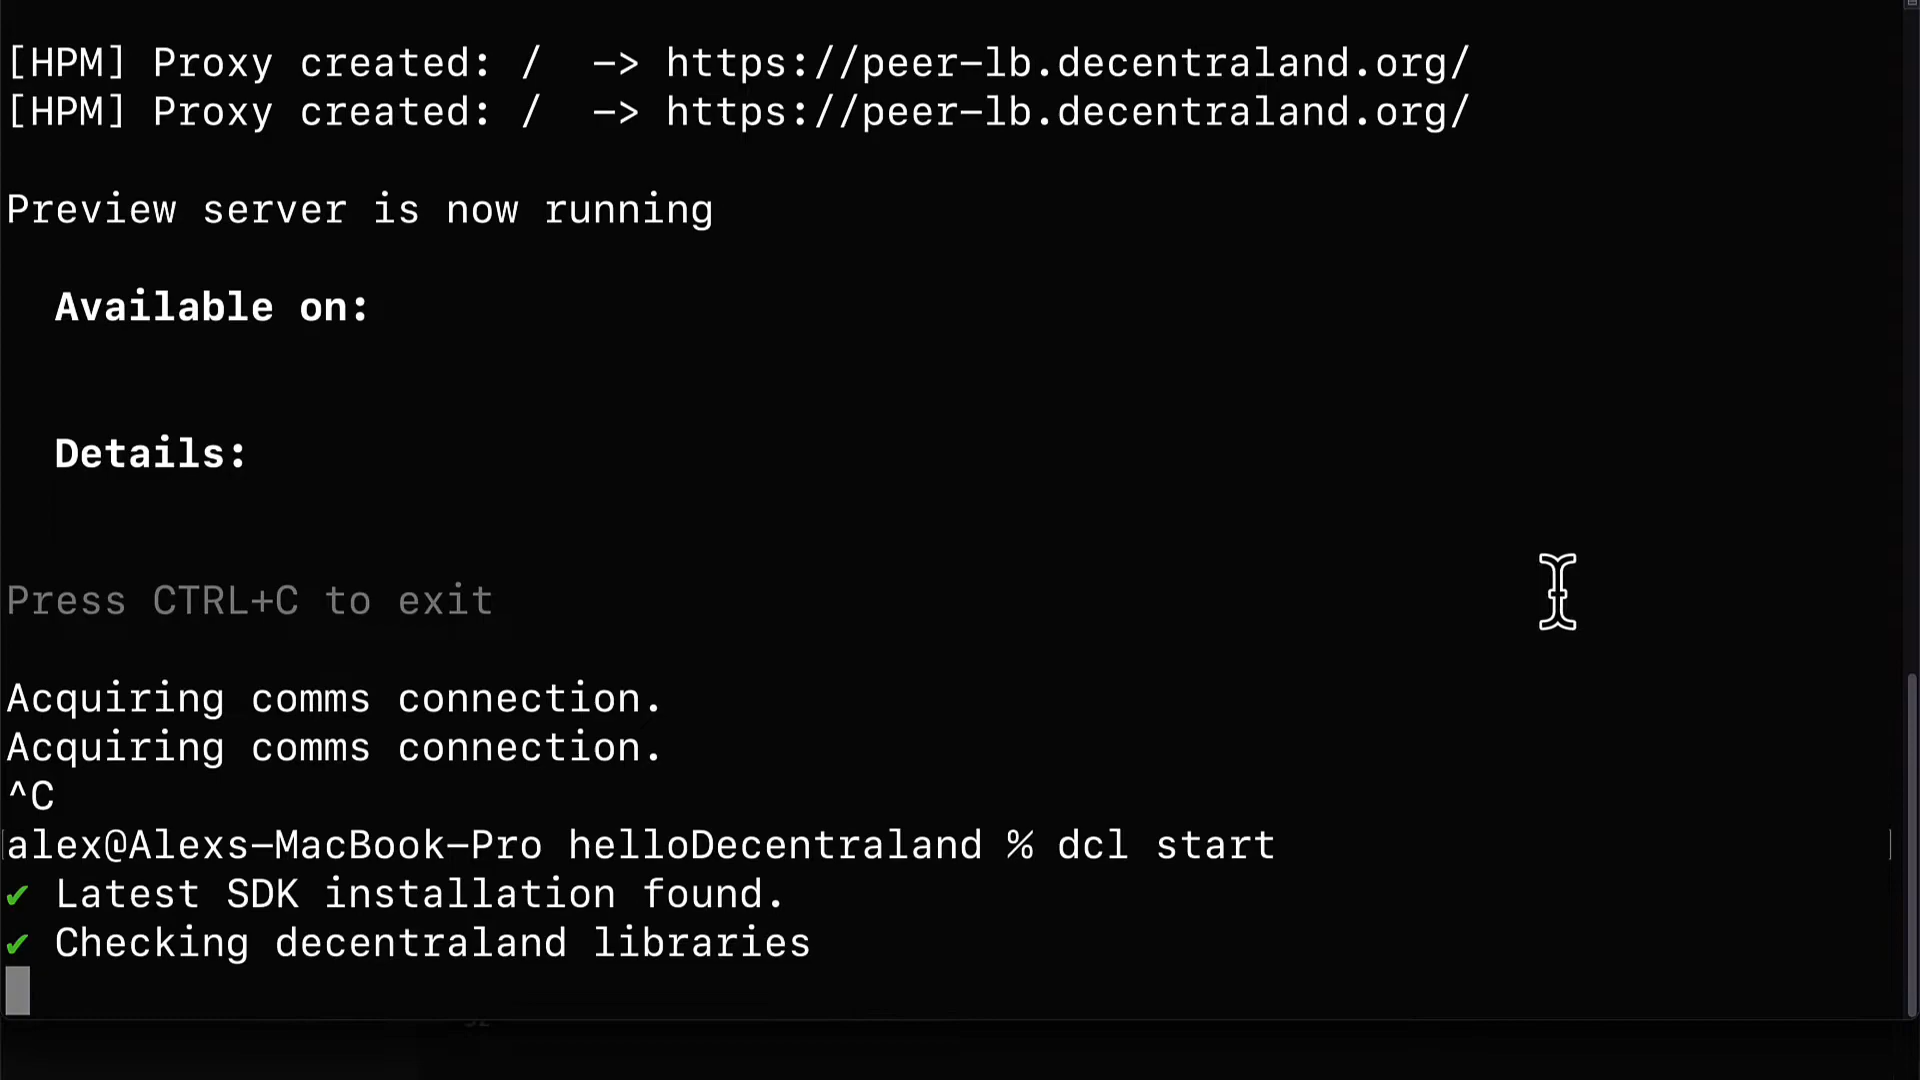 [HPM] Proxy created: /  -> https://peer-lb.decentraland.org/
[HPM] Proxy created: /  -> https://peer-lb.decentraland.org/
Preview server is now running
Available on:
Details:
Press CTRL+C to exit
Acquiring comms connection.
Acquiring comms connection.
^C
alex@Alexs-MacBook-Pro helloDecentraland % dcl start
✔ Latest SDK installation found.
✔ Checking decentraland libraries